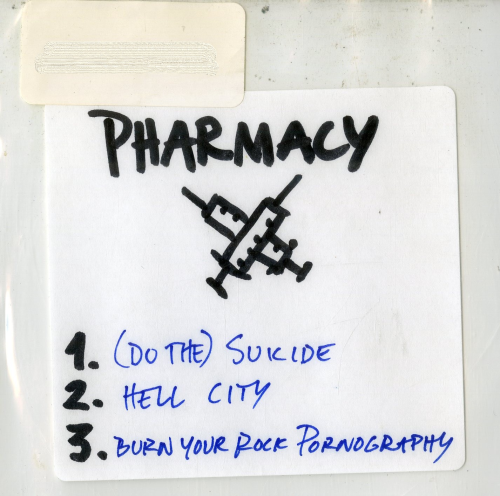 PHARMACY
1. (DO THE) SUICIDE
2. HELL CITY
3. BURN YOUR ROCK PORNOGRAPHY